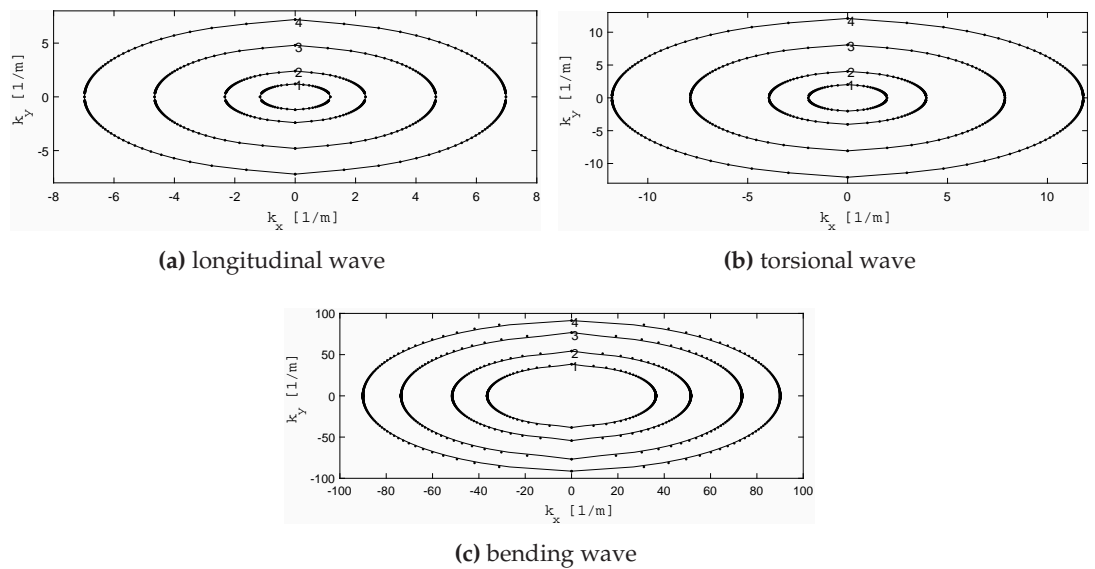 5
0
-5
k_y [1/m]
4
3
2
1
-8 -6 -4 -2 0 2 4 6 8
k_x [1/m]
(a) longitudinal wave
10
5
0
-5
-10
k_y [1/m]
4
3
2
1
-10 -5 0 5 10
k_x [1/m]
(b) torsional wave
100
50
0
-50
-100
k_y [1/m]
4
3
2
1
-100 -80 -60 -40 -20 0 20 40 60 80 100
k_x [1/m]
(c) bending wave